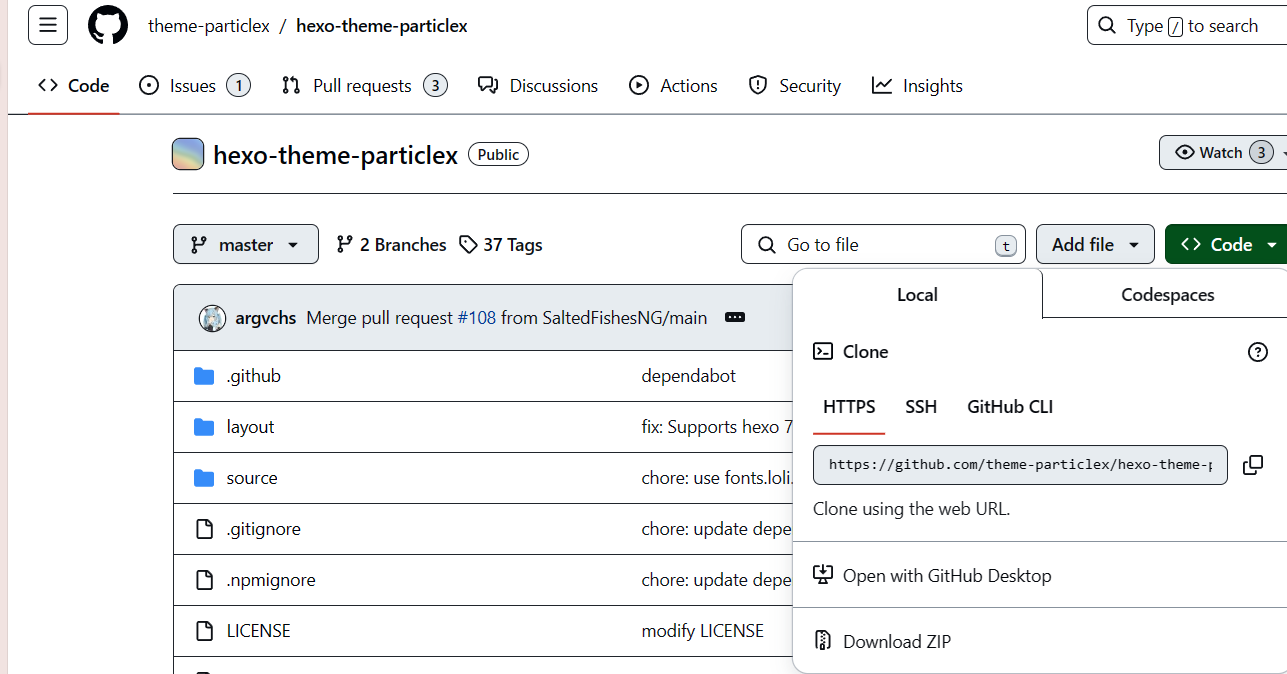 theme-particlex / hexo-theme-particlex
Type / to search
Code Issues 1 Pull requests 3 Discussions Actions Security Insights
hexo-theme-particlex Public
Watch 3
master 2 Branches 37 Tags
Go to file t
Add file
Code
Local Codespaces
argvchs Merge pull request #108 from SaltedFishesNG/main
Clone
.github dependabot
HTTPS SSH GitHub CLI
layout fix: Supports hexo 7
https://github.com/theme-particlex/hexo-theme-
source chore: use fonts.loli.
Clone using the web URL.
.gitignore chore: update depe
.npmignore chore: update depe
Open with GitHub Desktop
LICENSE modify LICENSE
Download ZIP